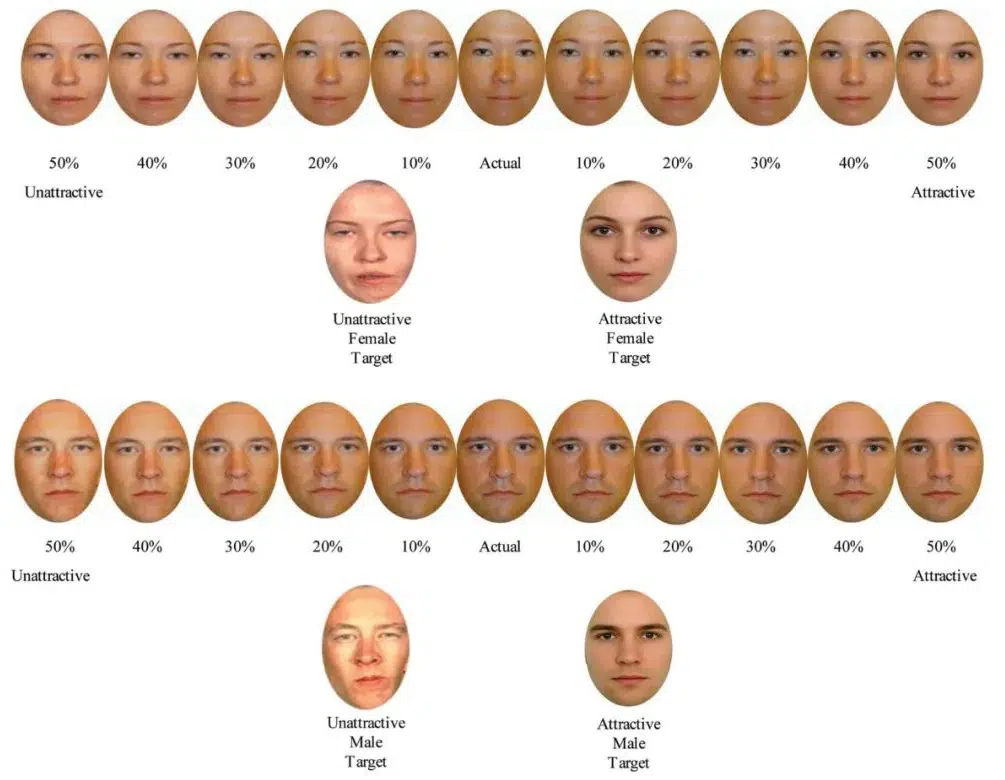 50% 40% 30% 20% 10% Actual 10% 20% 30% 40% 50%
Unattractive Attractive
Unattractive
Female
Target
Attractive
Female
Target
50% 40% 30% 20% 10% Actual 10% 20% 30% 40% 50%
Unattractive Attractive
Unattractive
Male
Target
Attractive
Male
Target